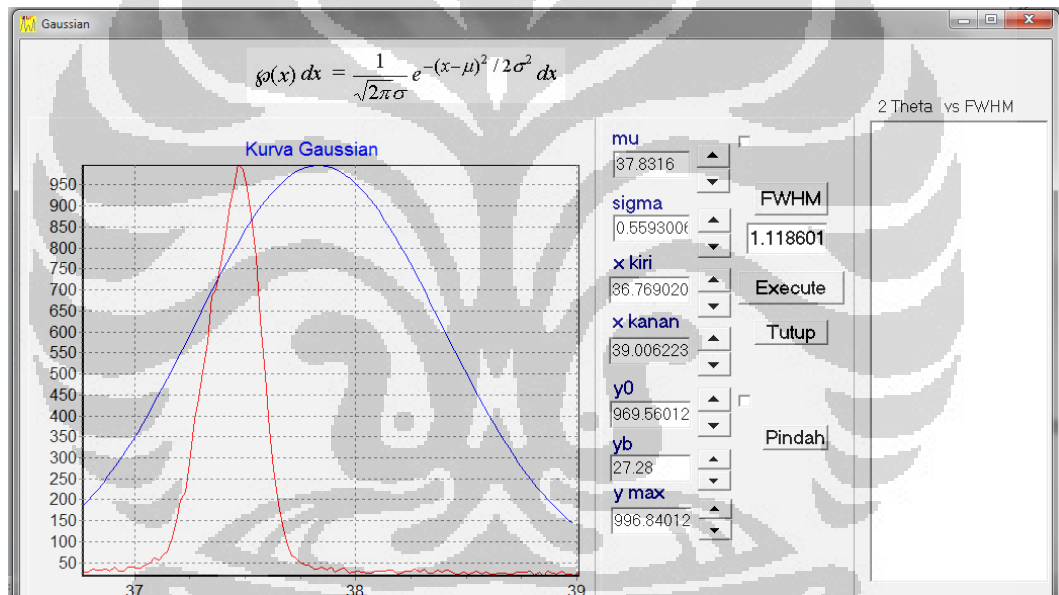 Gaussian
℘(x) dx = 1/√2πσ e^-(x-μ)²/2σ² dx
2 Theta vs FWHM
Kurva Gaussian
950
900
850
800
750
700
650
600
550
500
450
400
350
300
250
200
150
100
50
37
38
39
mu
37.8316
sigma
0.5593006
x kiri
36.769020
x kanan
39.006223
y0
969.56012
yb
27.28
y max
996.84012
FWHM
1.118601
Execute
Tutup
Pindah